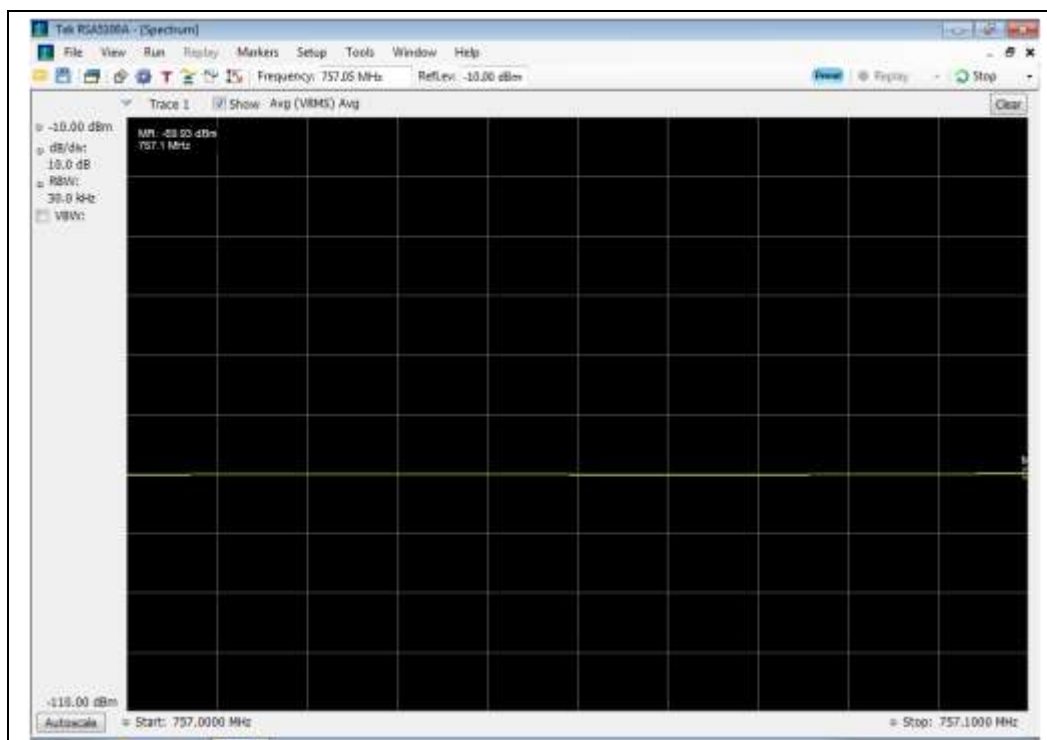 Tek RSA5106A - [Spectrum]
File View Run Replay Markers Setup Tools Window Help
Frequency: 757.05 MHz RefLev: -10.00 dBm Preset Replay Stop
Trace 1 Show Avg (VRMS) Avg Clear
-10.00 dBm
dB/div:
10.0 dB
RBW:
30.0 kHz
VBW:
MR: dBm
757.1 MHz
-110.00 dBm
Autoscale Start: 757.0000 MHz Stop: 757.1000 MHz